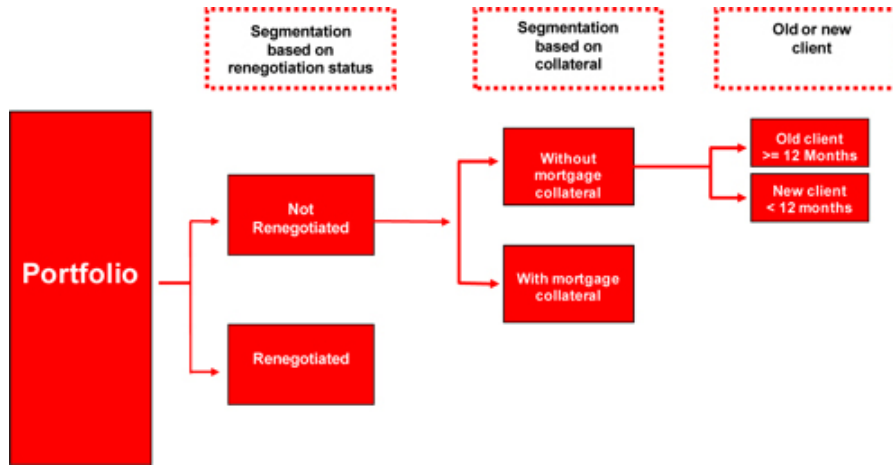 Segmentation
based on
renegotiation status
Segmentation
based on
collateral
Old or new
client
Portfolio
Not
Renegotiated
Renegotiated
Without
mortgage
collateral
With mortgage
collateral
Old client
>= 12 Months
New client
< 12 months